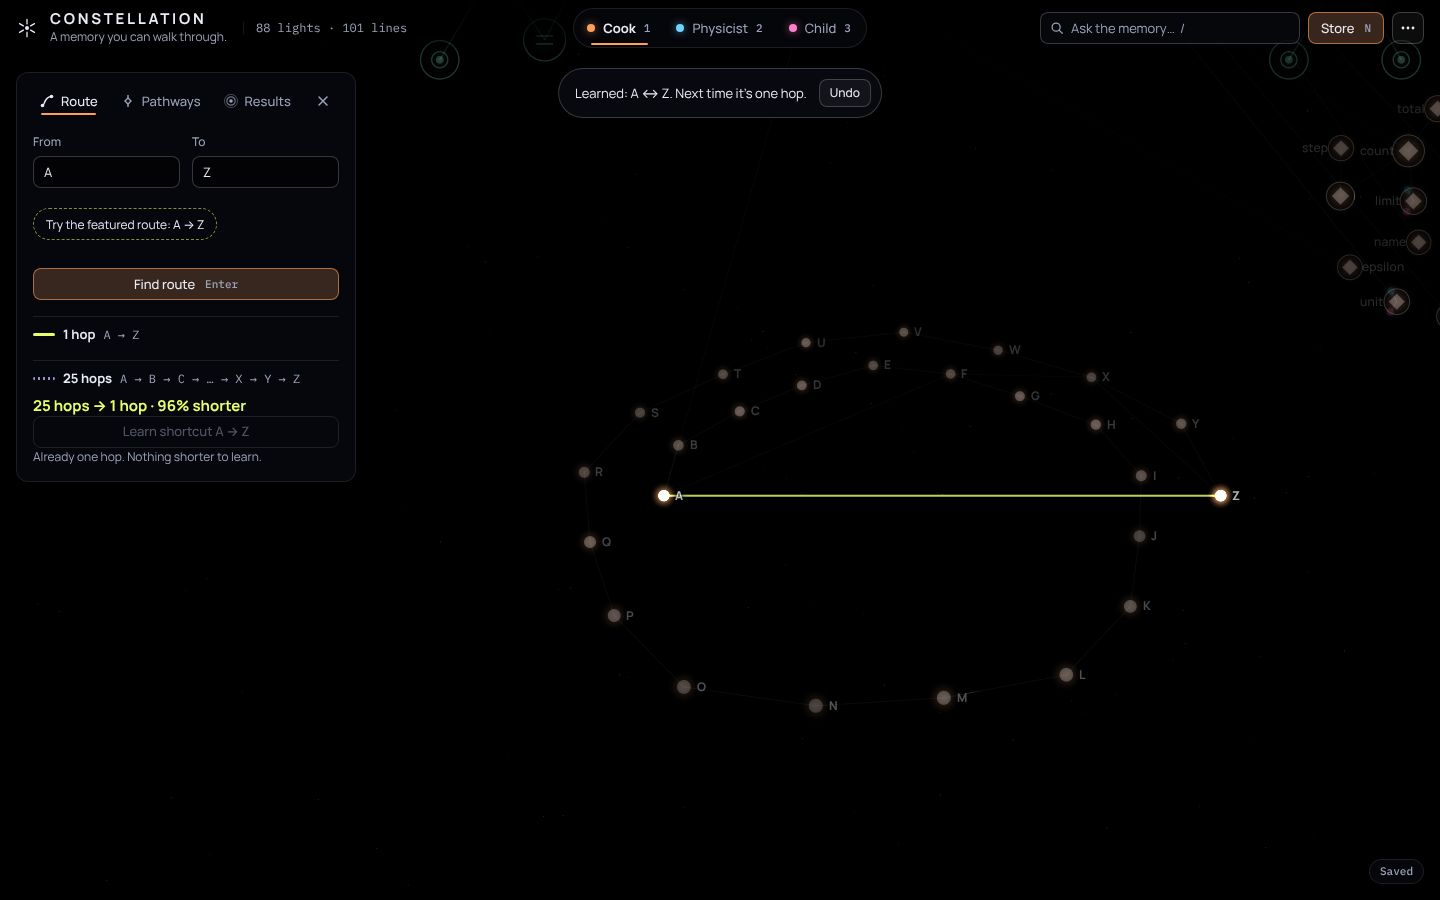 CONSTELLATION
A memory you can walk through.
88 lights · 101 lines
Cook 1
Physicist 2
Child 3
Ask the memory... /
Store N
Learned: A ↔ Z. Next time it's one hop.
Undo
Route
Pathways
Results
From
To
A
Z
Try the featured route: A → Z
Find route Enter
1 hop A → Z
25 hops A → B → C → … → X → Y → Z
25 hops → 1 hop · 96% shorter
Learn shortcut A → Z
Already one hop. Nothing shorter to learn.
total
step
count
limit
name
epsilon
unit
V
U
W
E
T
F
X
D
G
S
C
Y
H
B
R
I
A
Z
Q
J
K
P
L
O
M
N
Saved